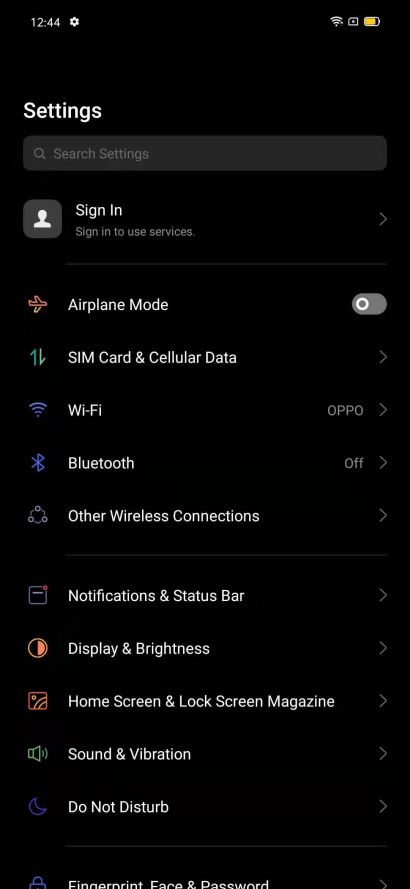 12:44
Settings
Search Settings
Sign In
Sign in to use services.
Airplane Mode
SIM Card & Cellular Data
Wi-Fi OPPO
Bluetooth Off
Other Wireless Connections
Notifications & Status Bar
Display & Brightness
Home Screen & Lock Screen Magazine
Sound & Vibration
Do Not Disturb
Fingerprint, Face & Password